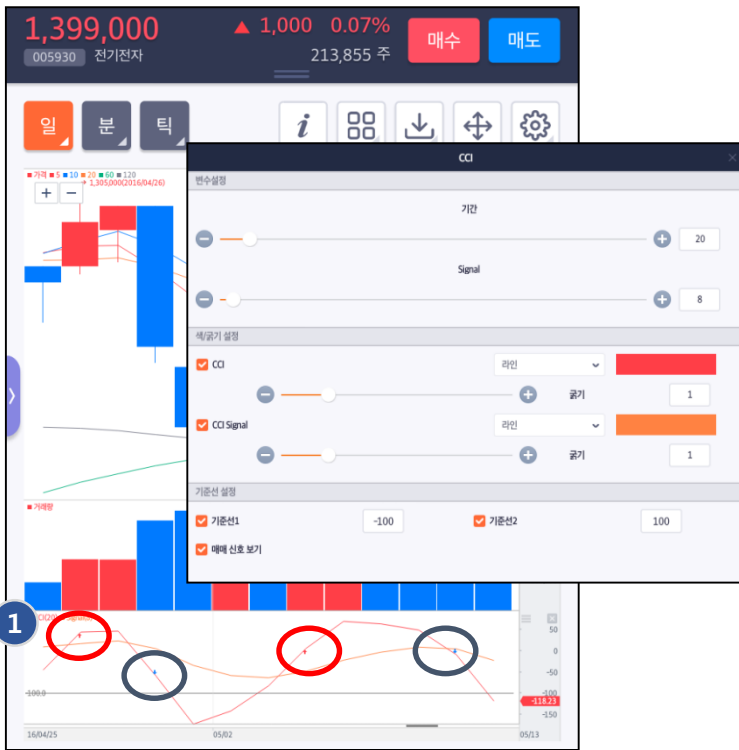 1,399,000
▲ 1,000 0.07%
005930 전기전자
213,855 주
매수
매도
일
분
틱
i
■ 가격 ■ 5 ■ 10 ■ 20 ■ 60 ■ 120
1,305,000(2016/04/26)
+ −
CCI
변수설정
기간
20
Signal
8
색/굵기 설정
CCI
라인
굵기
1
CCI Signal
라인
굵기
1
기준선 설정
기준선1
-100
기준선2
100
매매 신호 보기
■ 거래량
1
50
0
-50
-100.0
-100
-118.23
-150
16/04/25
05/02
05/13